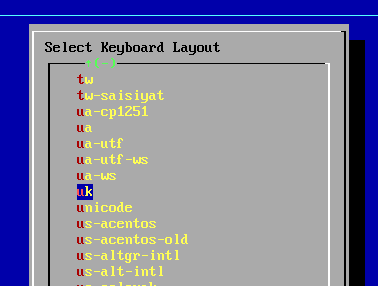 Select Keyboard Layout
↑(-)
tw
tw-saisiyat
ua-cp1251
ua
ua-utf
ua-utf-ws
ua-ws
uk
unicode
us-acentos
us-acentos-old
us-altgr-intl
us-alt-intl